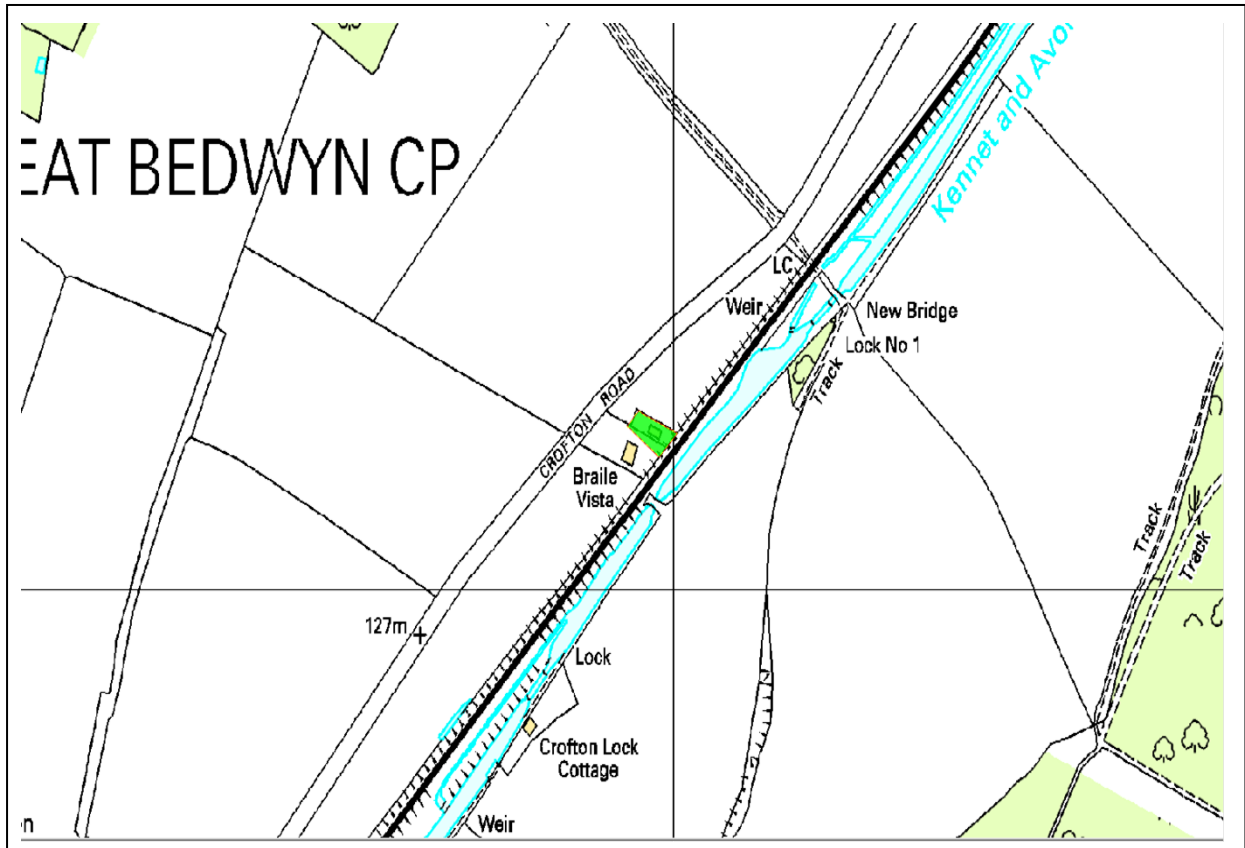 EAT BEDWYN CP
Kennet and Avon
LC
Weir
New Bridge
Lock No 1
Track
CROFTON ROAD
Braile
Vista
Track
Track
127m
Lock
Crofton Lock
Cottage
Weir